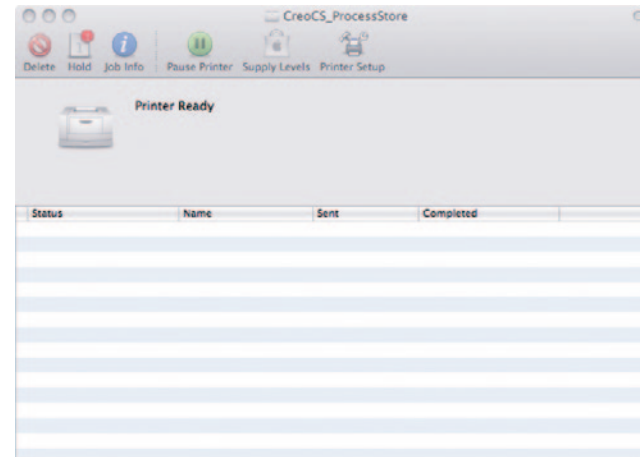 CreoCS_ProcessStore
Delete Hold Job Info Pause Printer Supply Levels Printer Setup
Printer Ready
Status Name Sent Completed